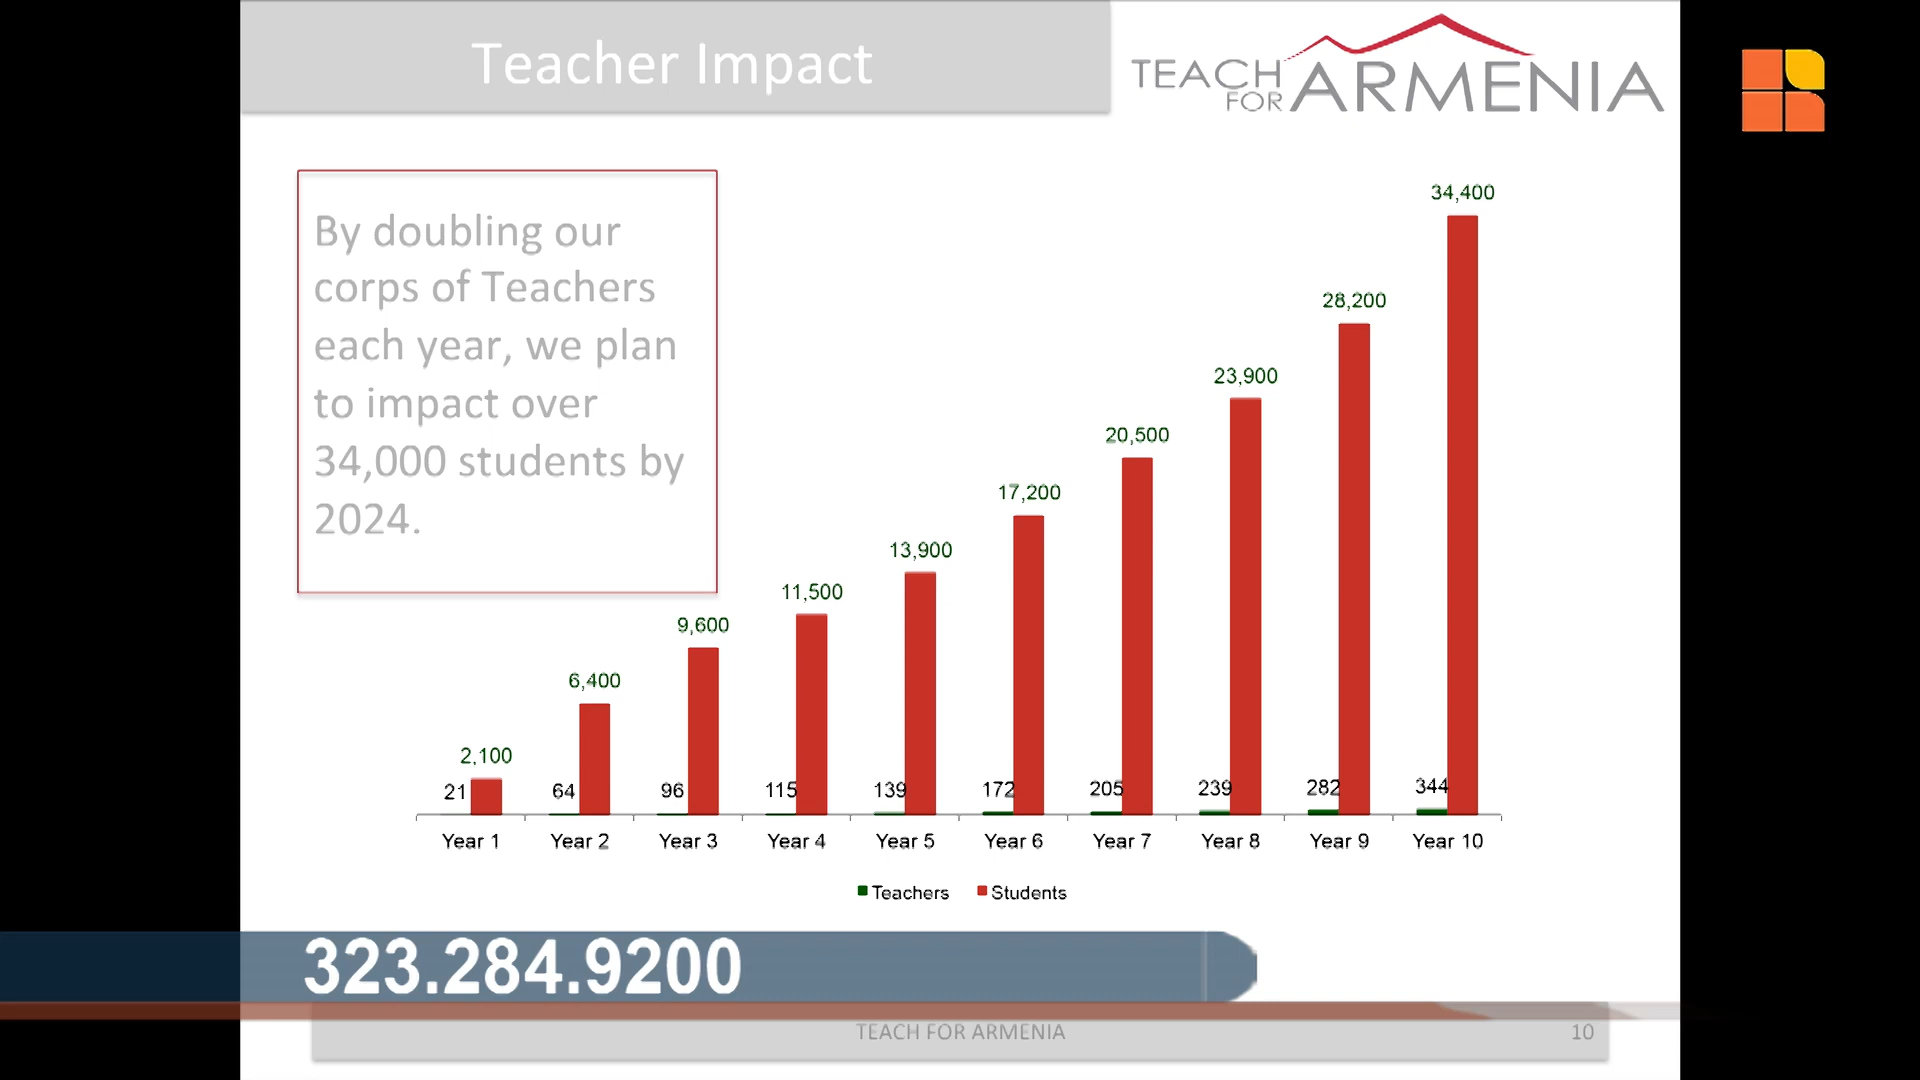 Teacher Impact
TEACH FOR ARMENIA
By doubling our
corps of Teachers
each year, we plan
to impact over
34,000 students by
2024.
34,400
28,200
23,900
20,500
17,200
13,900
11,500
9,600
6,400
2,100
21 64 96 115 139 172 205 239 282 344
Year 1 Year 2 Year 3 Year 4 Year 5 Year 6 Year 7 Year 8 Year 9 Year 10
Teachers Students
323.284.9200
TEACH FOR ARMENIA 10